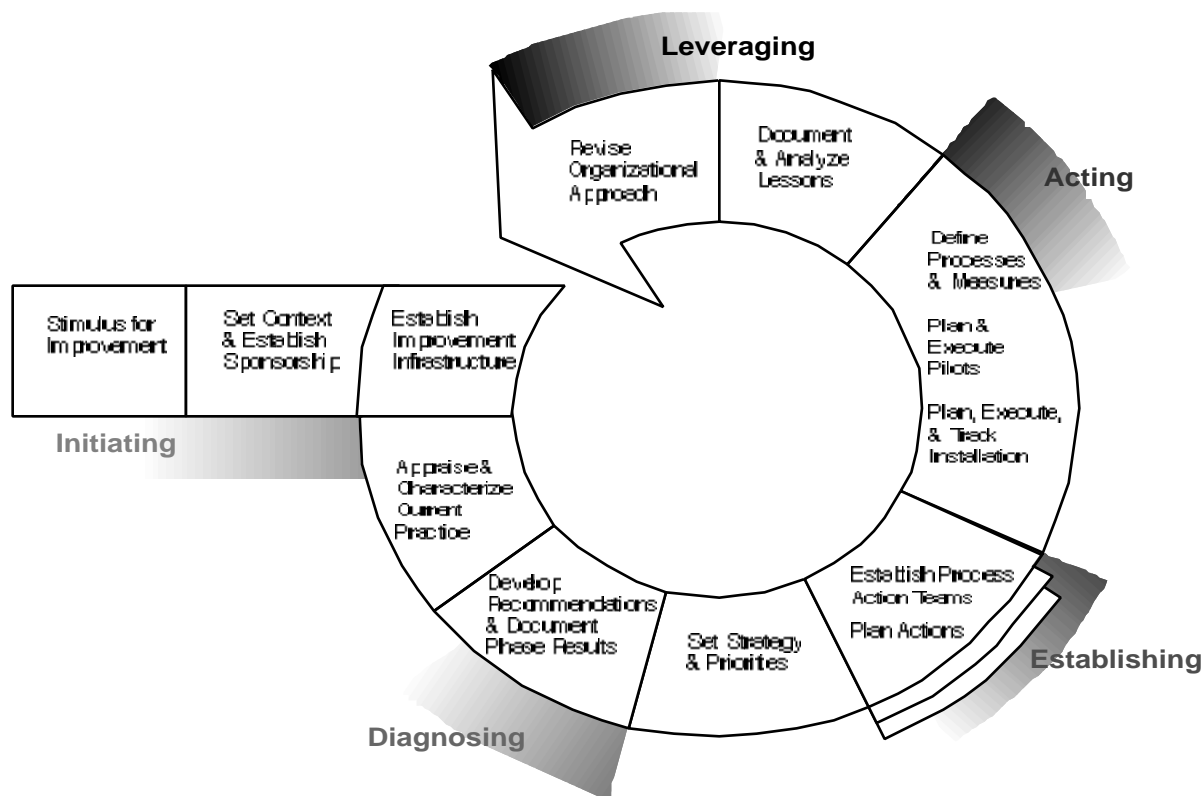 Leveraging
Revise
Organizational
Approach
Document
& Analyze
Lessons
Acting
Define
Processes
& Measures
Plan &
Execute
Pilots
Plan, Execute,
& Track
Installation
Stimulus for
Improvement
Set Context
& Establish
Sponsorship
Establish
Improvement
Infrastructure
Initiating
Appraise &
Characterize
Current
Practice
Develop
Recommendations
& Document
Phase Results
Set Strategy
& Priorities
Establish Process
Action Teams
Plan Actions
Establishing
Diagnosing